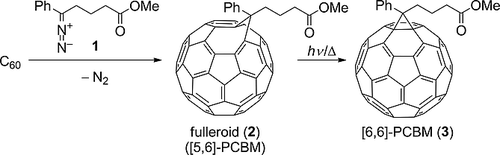 Ph
OMe
N⁺
N⁻
O
1
C₆₀
– N₂
Ph
OMe
O
fulleroid (2)
([5,6]-PCBM)
hν/Δ
Ph
OMe
O
[6,6]-PCBM (3)